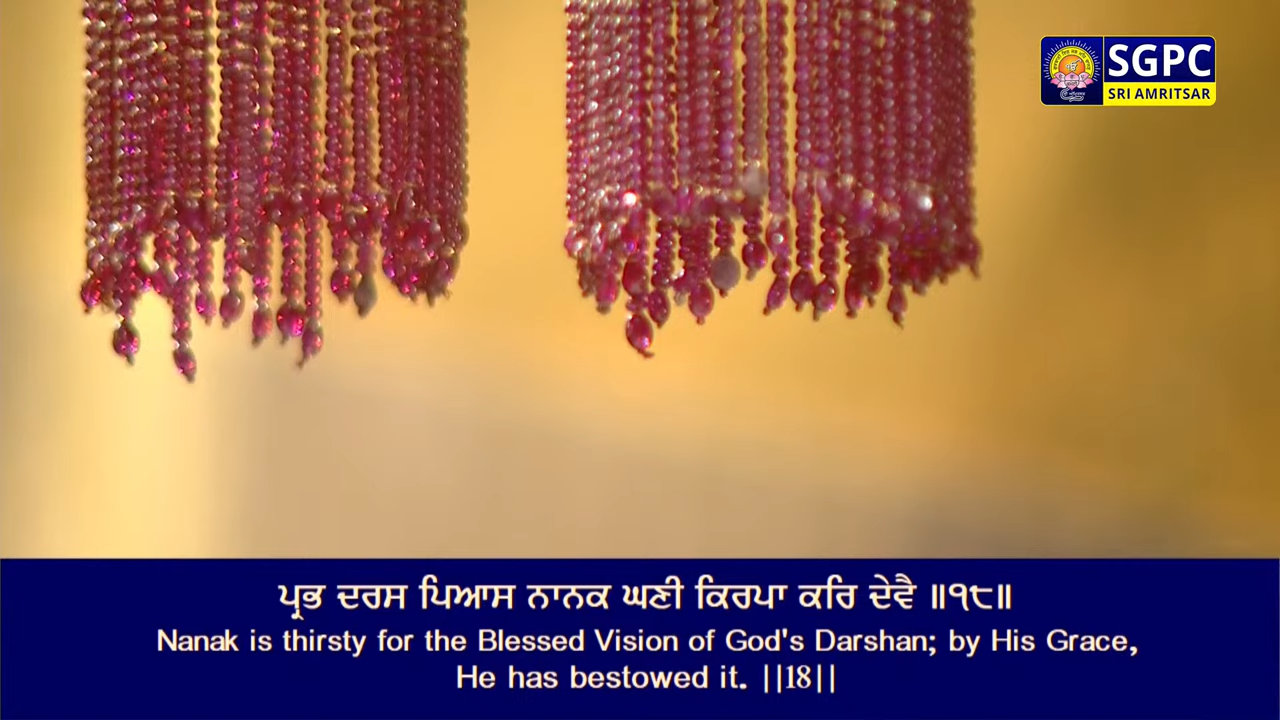 SGPC
SRI AMRITSAR
ਪ੍ਰਭ ਦਰਸ ਪਿਆਸ ਨਾਨਕ ਘਣੀ ਕਿਰਪਾ ਕਰਿ ਦੇਵੈ ॥੧੮॥
Nanak is thirsty for the Blessed Vision of God's Darshan; by His Grace,
He has bestowed it. ||18||